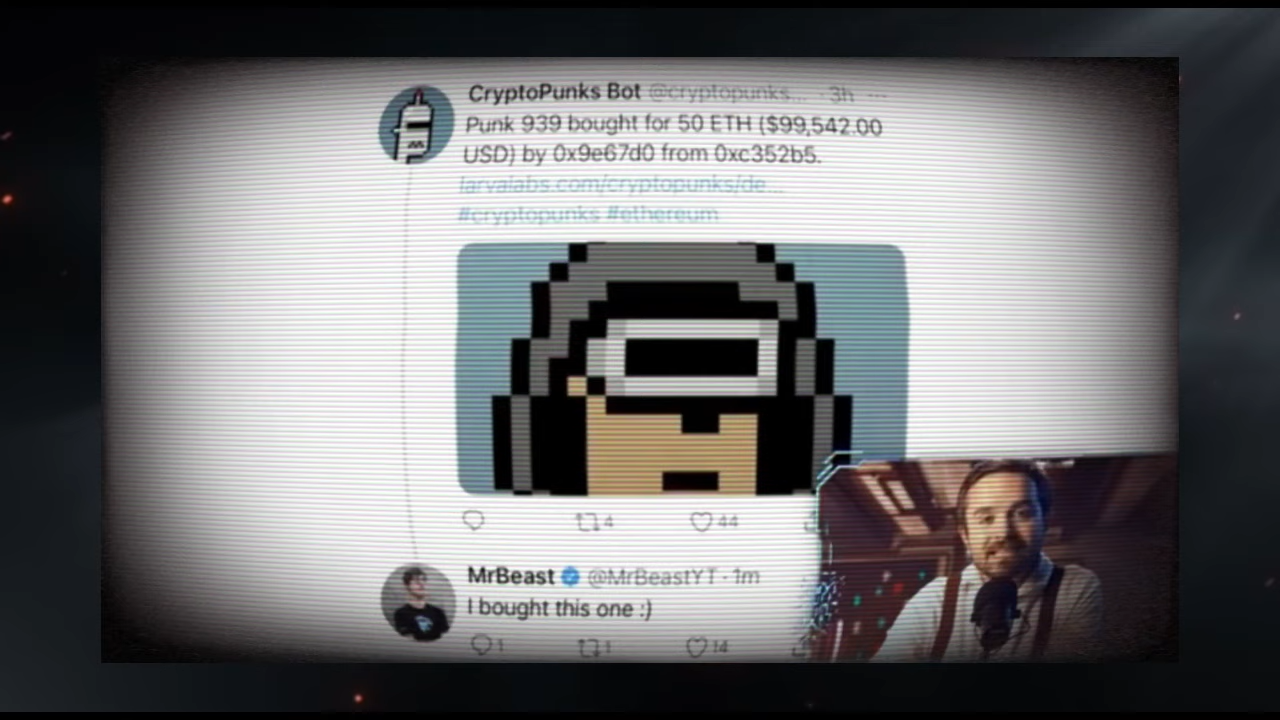 CryptoPunks Bot @cryptopunks... · 3h ...
Punk 939 bought for 50 ETH ($99,542.00
USD) by 0x9e67d0 from 0xc352b5.
larvalabs.com/cryptopunks/de...
#cryptopunks #ethereum
4 44
MrBeast @MrBeastYT · 1m
I bought this one :)
1 1 14